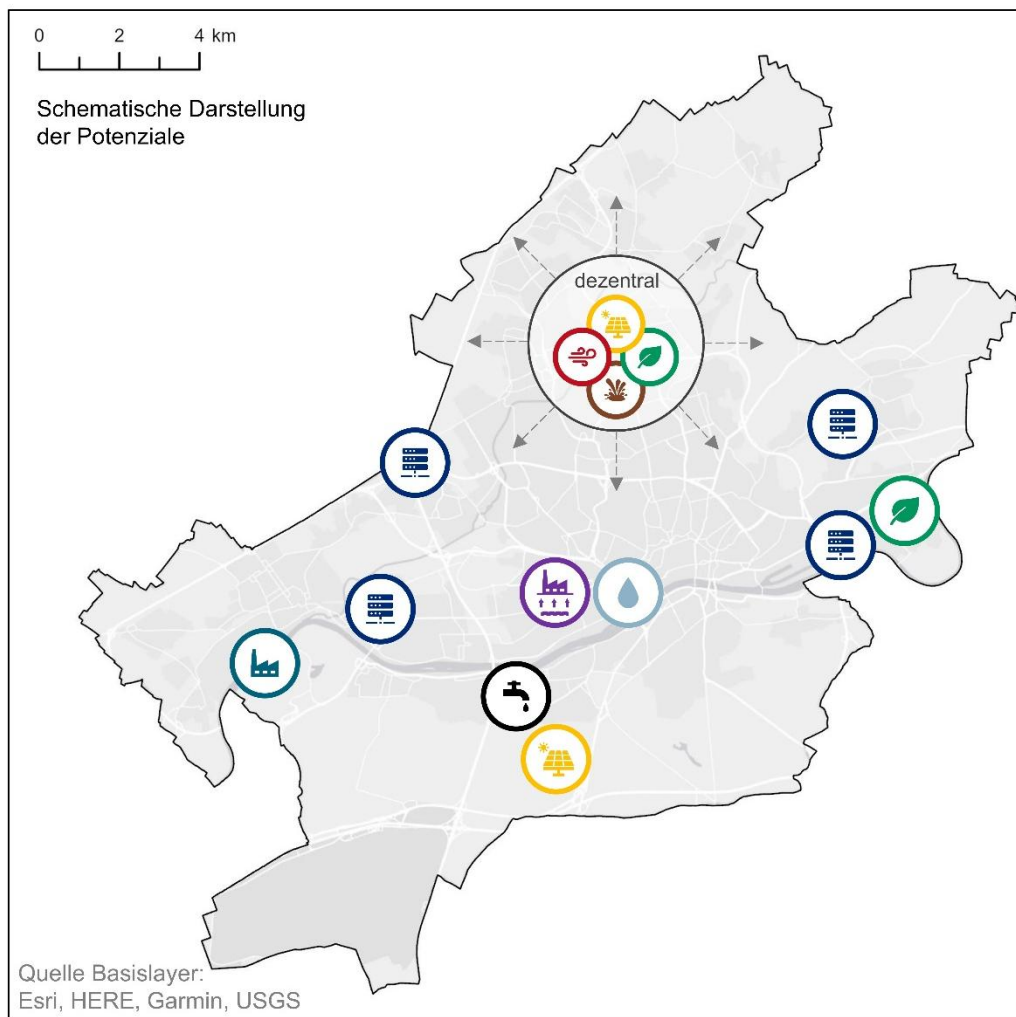 0 2 4 km
Schematische Darstellung
der Potenziale
dezentral
Quelle Basislayer:
Esri, HERE, Garmin, USGS